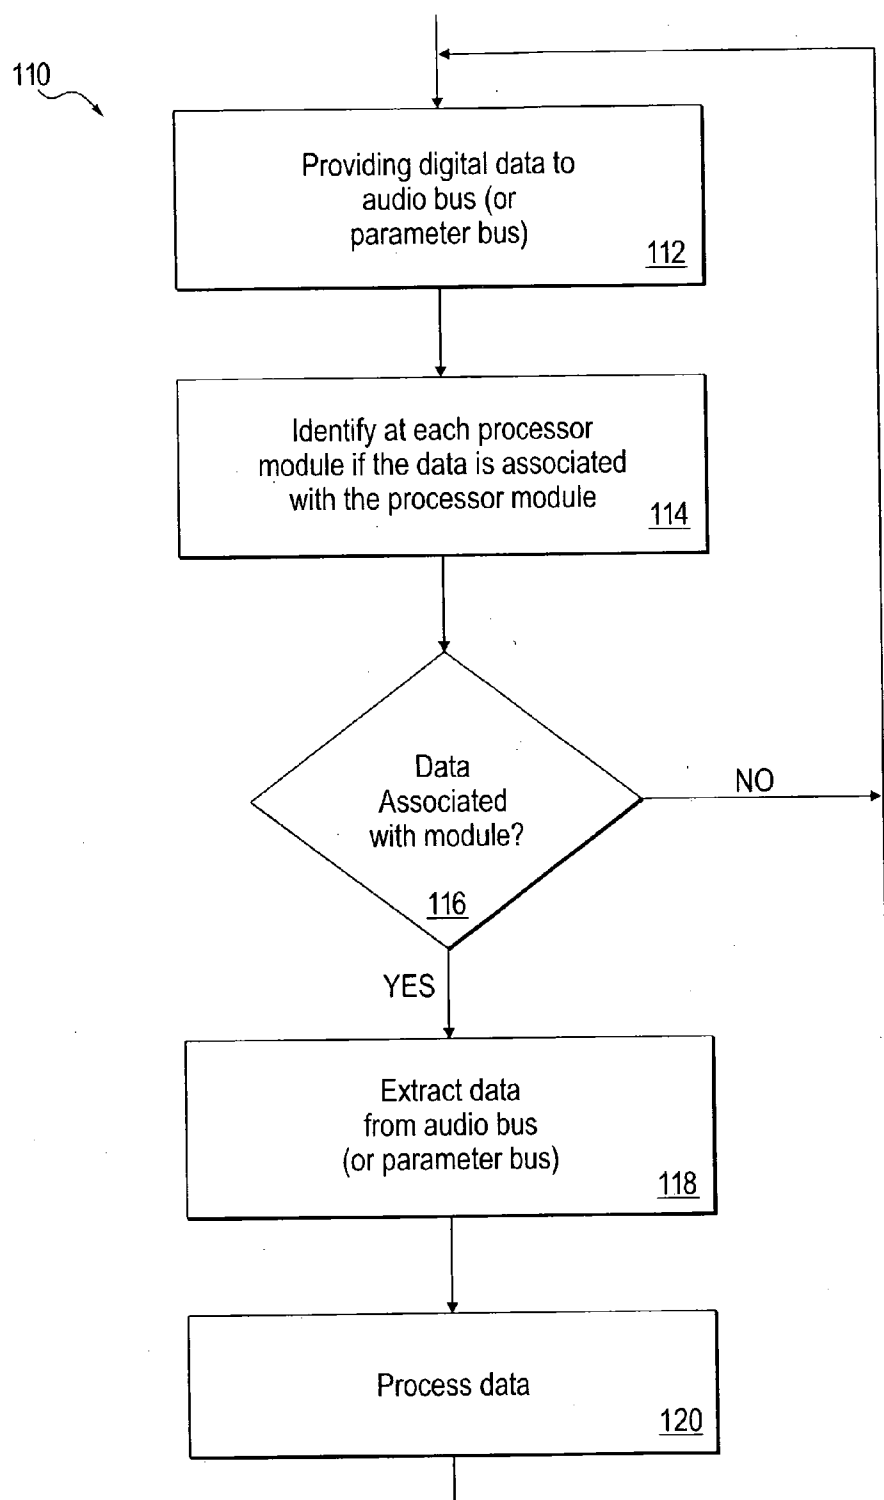 110
Providing digital data to
audio bus (or
parameter bus)
112
Identify at each processor
module if the data is associated
with the processor module
114
Data
Associated
with module?
116
NO
YES
Extract data
from audio bus
(or parameter bus)
118
Process data
120